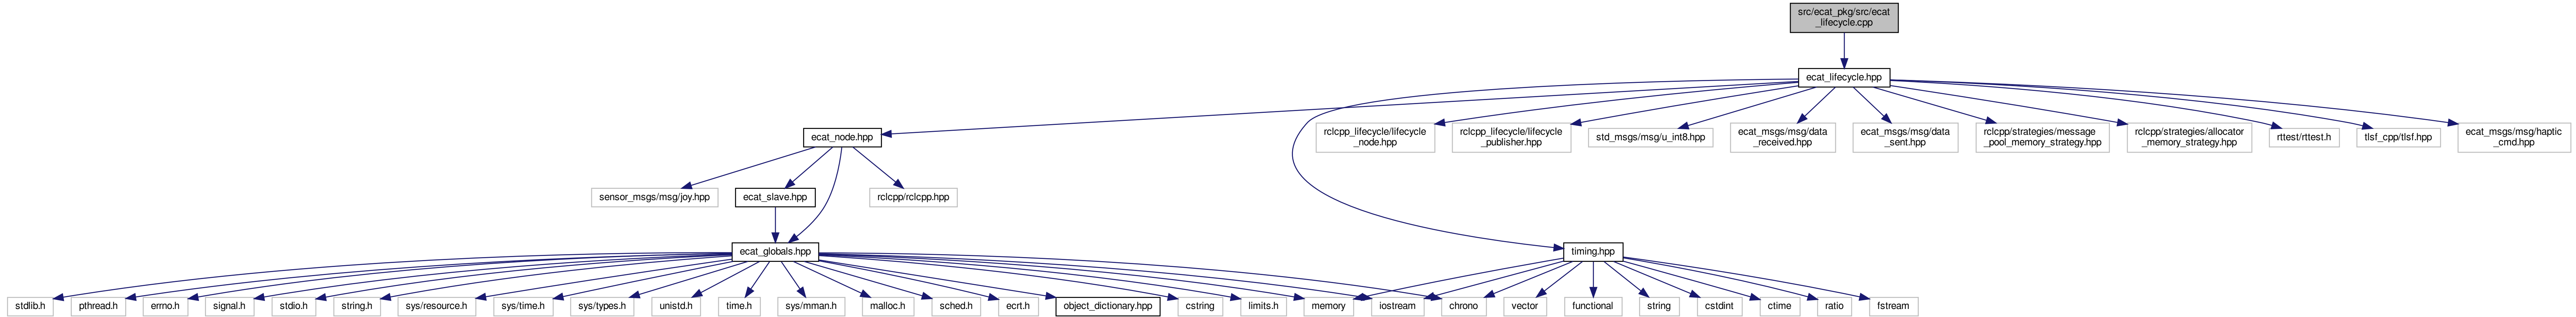 src/ecat_pkg/src/ecat
_lifecycle.cpp
ecat_lifecycle.hpp
ecat_node.hpp
rclcpp_lifecycle/lifecycle
_node.hpp
rclcpp_lifecycle/lifecycle
_publisher.hpp
std_msgs/msg/u_int8.hpp
ecat_msgs/msg/data
_received.hpp
ecat_msgs/msg/data
_sent.hpp
rclcpp/strategies/message
_pool_memory_strategy.hpp
rclcpp/strategies/allocator
_memory_strategy.hpp
rttest/rttest.h
tlsf_cpp/tlsf.hpp
ecat_msgs/msg/haptic
_cmd.hpp
sensor_msgs/msg/joy.hpp
ecat_slave.hpp
rclcpp/rclcpp.hpp
ecat_globals.hpp
timing.hpp
stdlib.h
pthread.h
errno.h
signal.h
stdio.h
string.h
sys/resource.h
sys/time.h
sys/types.h
unistd.h
time.h
sys/mman.h
malloc.h
sched.h
ecrt.h
object_dictionary.hpp
cstring
limits.h
memory
iostream
chrono
vector
functional
string
cstdint
ctime
ratio
fstream